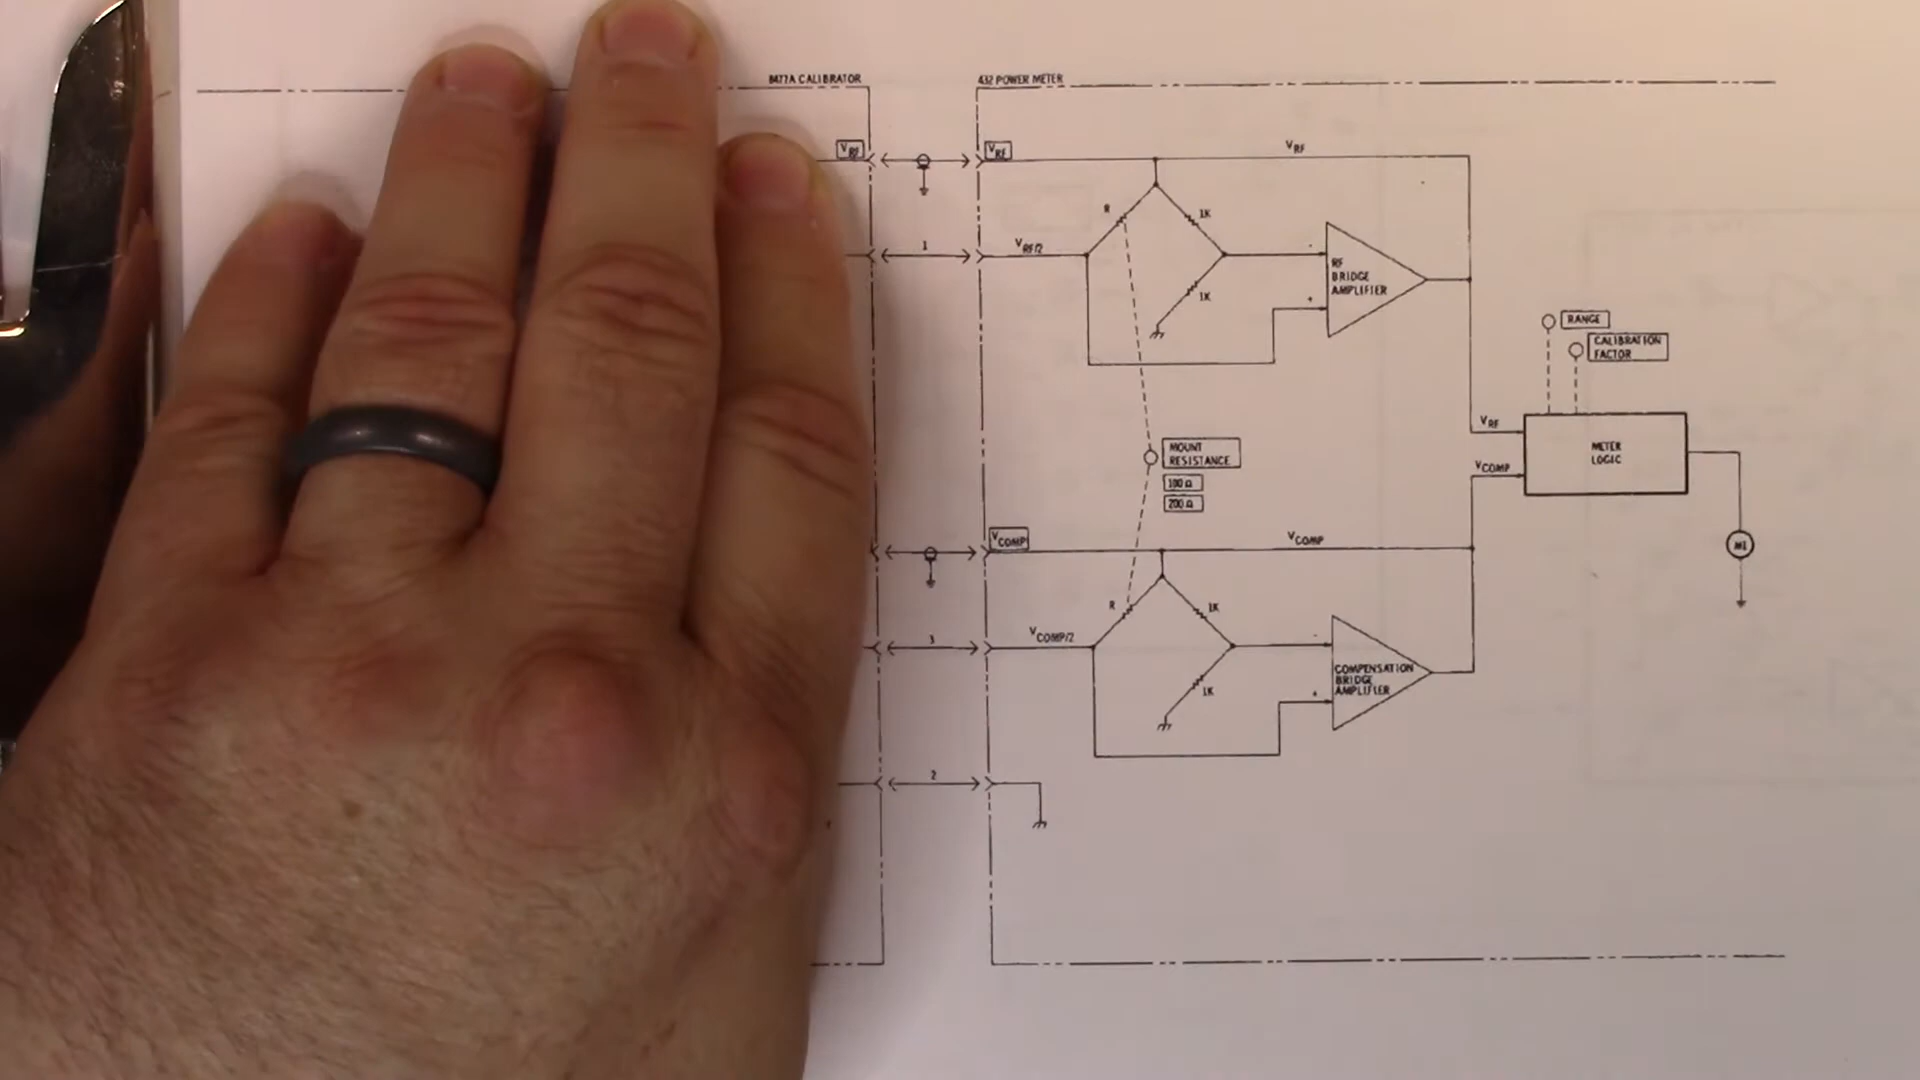 8477A CALIBRATOR
432 POWER METER
VRF
VRF
VRF
R
1K
1
VRF/2
-
RF
BRIDGE
AMPLIFIER
1K
+
RANGE
CALIBRATION
FACTOR
VRF
MOUNT
RESISTANCE
METER
LOGIC
VCOMP
100 Ω
200 Ω
VCOMP
VCOMP
M1
R
1K
3
VCOMP/2
-
COMPENSATION
BRIDGE
AMPLIFIER
1K
+
2